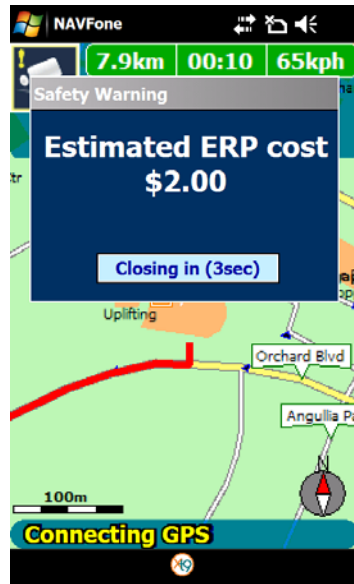 NAVFone
7.9km 00:10 65kph
Safety Warning
Estimated ERP cost
$2.00
Closing in (3sec)
Uplifting
Orchard Blvd
Angullia Pa
N
100m
Connecting GPS